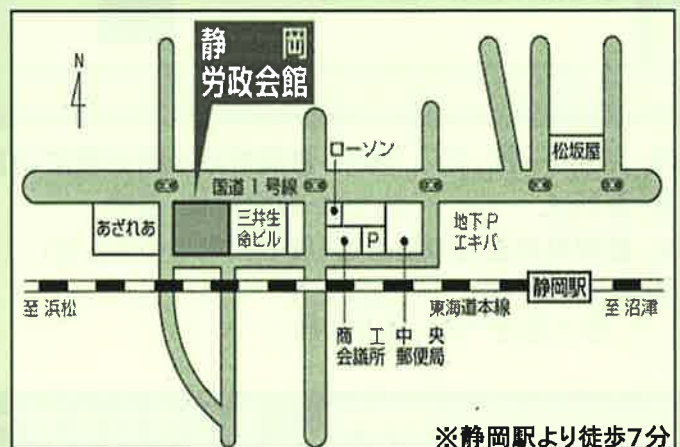 N
静岡
労政会館
ローソン
松坂屋
国道1号線
あざれあ
三井生
命ビル
P
地下P
エキパ
静岡駅
至浜松
東海道本線
至沼津
商工
会議所
中央
郵便局
※静岡駅より徒歩7分